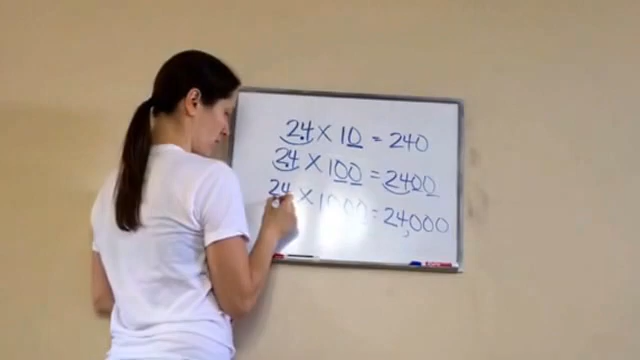 24 X 10 = 240
24 X 100 = 2400
24 X 1000 = 24,000